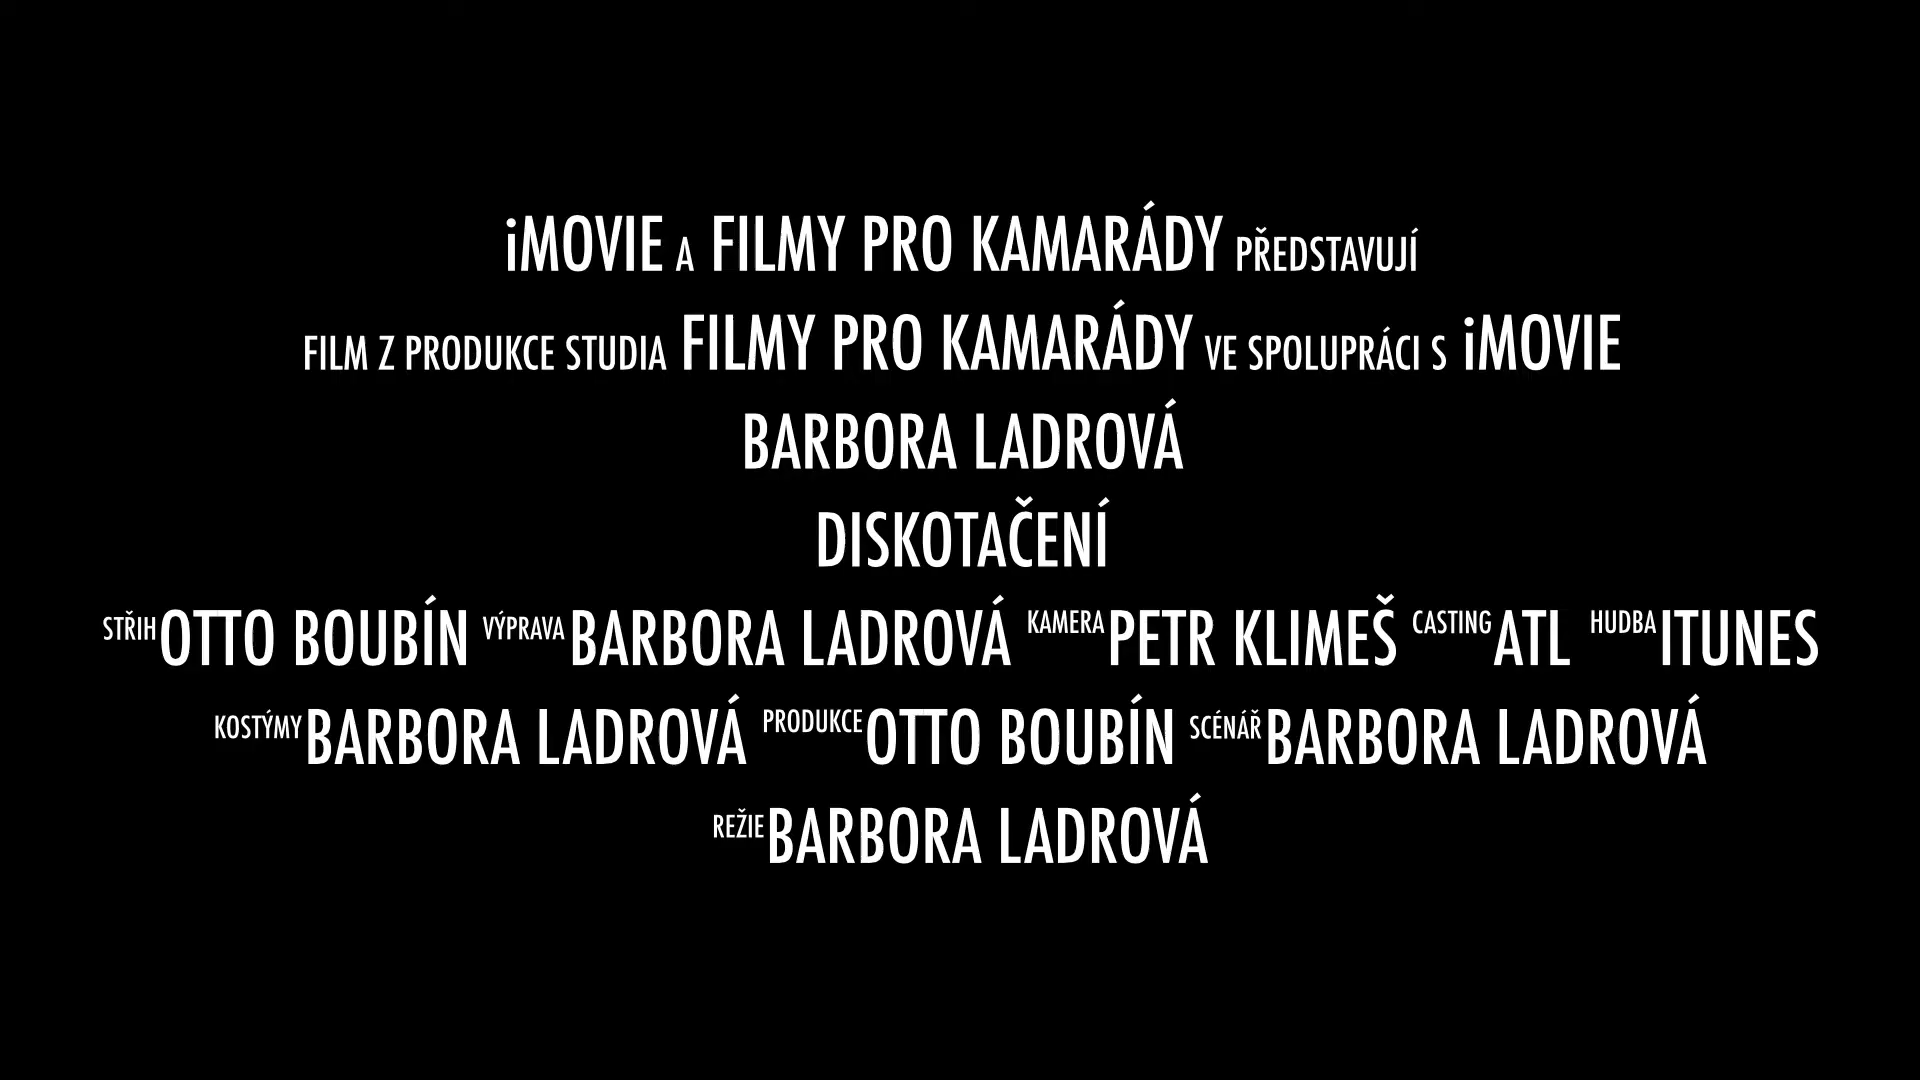 iMOVIE A FILMY PRO KAMARÁDY PŘEDSTAVUJÍ
FILM Z PRODUKCE STUDIA FILMY PRO KAMARÁDY VE SPOLUPRÁCI S iMOVIE
BARBORA LADROVÁ
DISKOTAČENÍ
STŘIH OTTO BOUBÍN VÝPRAVA BARBORA LADROVÁ KAMERA PETR KLIMEŠ CASTING ATL HUDBA ITUNES
KOSTÝMY BARBORA LADROVÁ PRODUKCE OTTO BOUBÍN SCÉNÁŘ BARBORA LADROVÁ
REŽIE BARBORA LADROVÁ